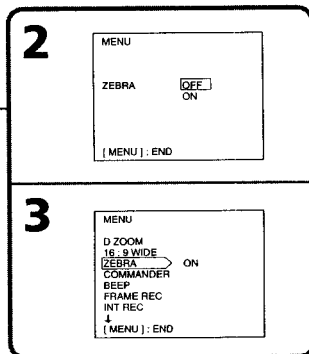 2
MENU
ZEBRA OFF
ON
[ MENU ] : END
3
MENU
D ZOOM
16 : 9 WIDE
ZEBRA ON
COMMANDER
BEEP
FRAME REC
INT REC
↓
[ MENU ] : END